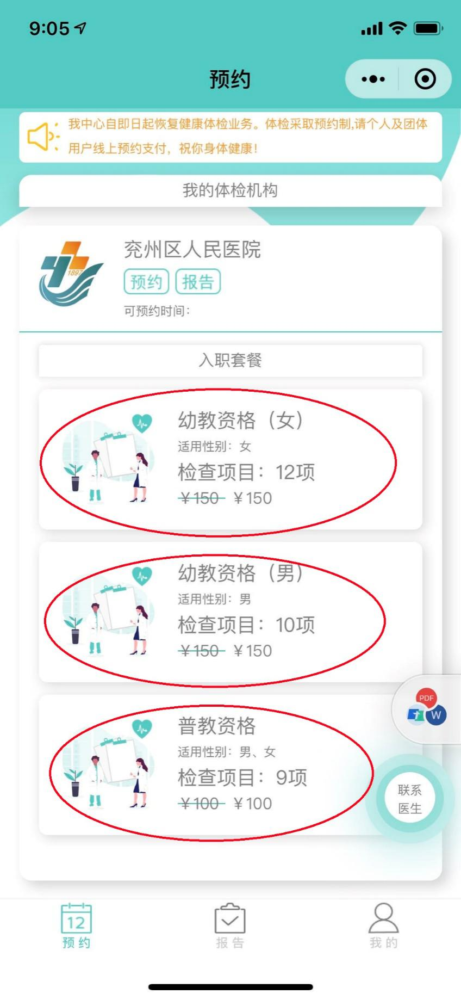 9:05
预约
我中心自即日起恢复健康体检业务。体检采取预约制,请个人及团体
用户线上预约支付，祝你身体健康！
我的体检机构
1897
兖州区人民医院
预约 报告
可预约时间：
入职套餐
幼教资格（女）
适用性别：女
检查项目：12项
￥150 ￥150
幼教资格（男）
适用性别：男
检查项目：10项
￥150 ￥150
PDF
W
普教资格
适用性别：男、女
检查项目：9项
￥100 ￥100
联系
医生
12
预约 报告 我的